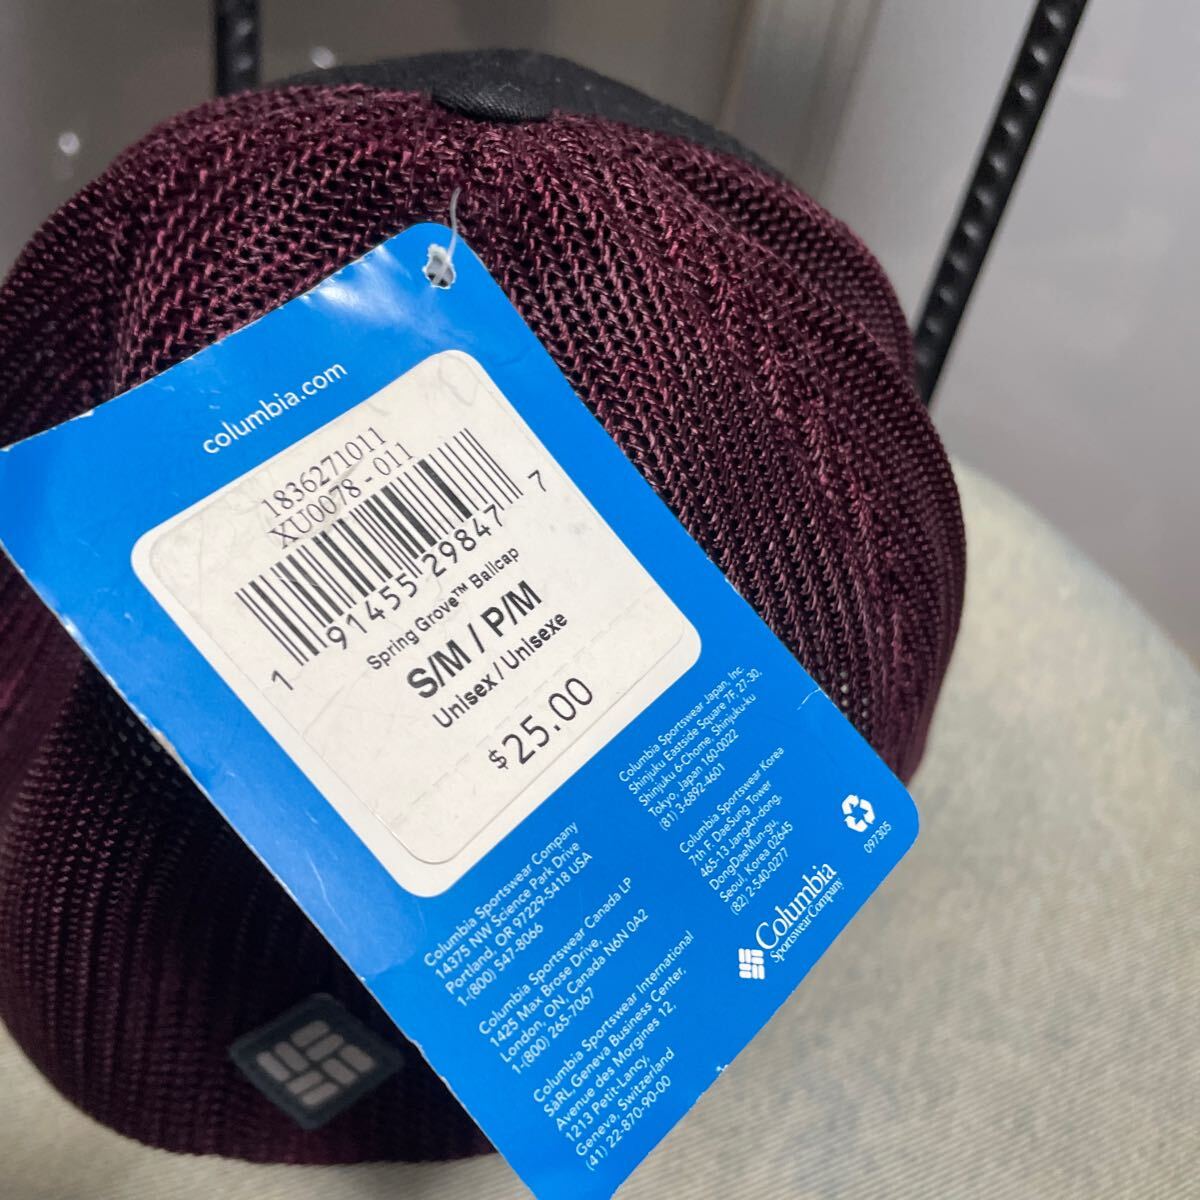 columbia.com
1836271011
XU0078-011
1 91455 29847 7
Spring Grove™ Ballcap
S/M / P/M
Unisex / Unisexe
$25.00
Columbia Sportswear Company
14375 NW Science Park Drive
Portland, OR 97229-5418 USA
1-(800) 547-8066
Columbia Sportswear Canada LP
1425 Max Brose Drive,
London, ON, Canada N6N 0A2
1-(800) 265-7067
Columbia Sportswear International
SàRL, Geneva Business Center,
Avenue des Morgines 12,
1213 Petit-Lancy,
Geneva, Switzerland
(41) 22-870-90-00
Columbia Sportswear Japan, Inc.
Shinjuku Eastside Square 7F, 27-30,
Shinjuku 6-Chome, Shinjuku-ku
Tokyo, Japan 160-0022
(81) 3-6892-4601
Columbia Sportswear Korea
7th F, DaeSung Tower
465-13 JangAn-dong,
DongDaeMun-gu,
Seoul, Korea 02645
(82) 2-540-0277
097305
Columbia
Sportswear Company